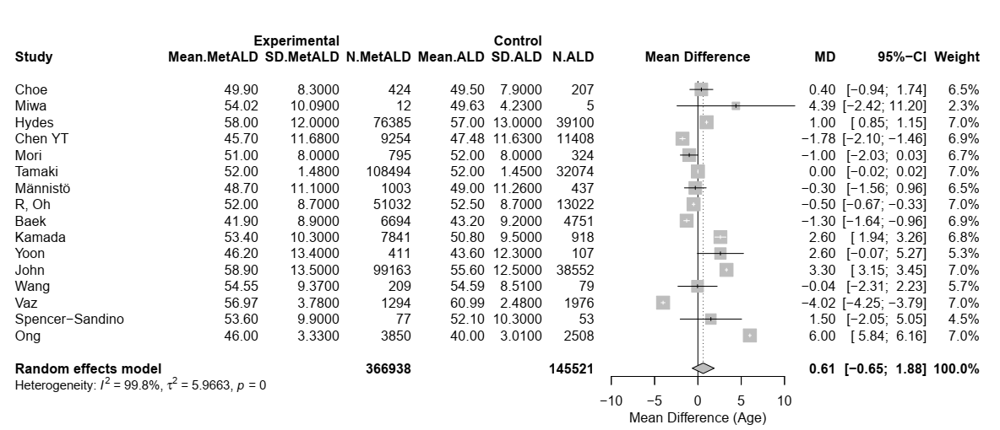 Experimental Control
Study Mean.MetALD SD.MetALD N.MetALD Mean.ALD SD.ALD N.ALD Mean Difference MD 95%−CI Weight
Choe 49.90 8.3000 424 49.50 7.9000 207 0.40 [−0.94; 1.74] 6.5%
Miwa 54.02 10.0900 12 49.63 4.2300 5 4.39 [−2.42; 11.20] 2.3%
Hydes 58.00 12.0000 76385 57.00 13.0000 39100 1.00 [ 0.85; 1.15] 7.0%
Chen YT 45.70 11.6800 9254 47.48 11.6300 11408 −1.78 [−2.10; −1.46] 6.9%
Mori 51.00 8.0000 795 52.00 8.0000 324 −1.00 [−2.03; 0.03] 6.7%
Tamaki 52.00 1.4800 108494 52.00 1.4500 32074 0.00 [−0.02; 0.02] 7.0%
Männistö 48.70 11.1000 1003 49.00 11.2600 437 −0.30 [−1.56; 0.96] 6.5%
R, Oh 52.00 8.7000 51032 52.50 8.7000 13022 −0.50 [−0.67; −0.33] 7.0%
Baek 41.90 8.9000 6694 43.20 9.2000 4751 −1.30 [−1.64; −0.96] 6.9%
Kamada 53.40 10.3000 7841 50.80 9.5000 918 2.60 [ 1.94; 3.26] 6.8%
Yoon 46.20 13.4000 411 43.60 12.3000 107 2.60 [−0.07; 5.27] 5.3%
John 58.90 13.5000 99163 55.60 12.5000 38552 3.30 [ 3.15; 3.45] 7.0%
Wang 54.55 9.3700 209 54.59 8.5100 79 −0.04 [−2.31; 2.23] 5.7%
Vaz 56.97 3.7800 1294 60.99 2.4800 1976 −4.02 [−4.25; −3.79] 7.0%
Spencer−Sandino 53.60 9.9000 77 52.10 10.3000 53 1.50 [−2.05; 5.05] 4.5%
Ong 46.00 3.3300 3850 40.00 3.0100 2508 6.00 [ 5.84; 6.16] 7.0%
Random effects model 366938 145521 0.61 [−0.65; 1.88] 100.0%
Heterogeneity: I² = 99.8%, τ² = 5.9663, p = 0
−10 −5 0 5 10
Mean Difference (Age)